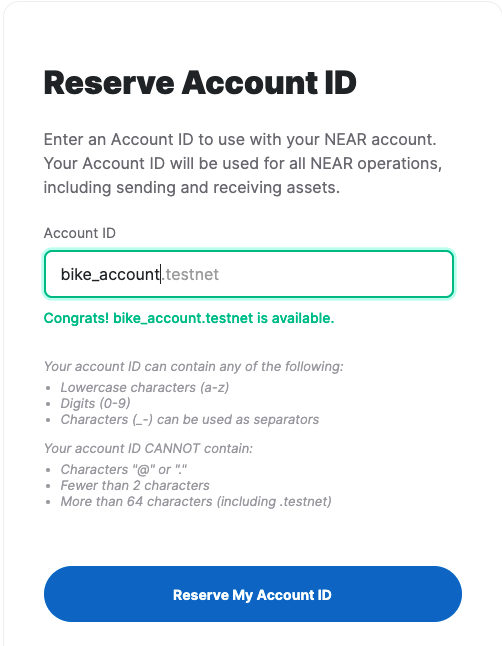 Reserve Account ID
Enter an Account ID to use with your NEAR account.
Your Account ID will be used for all NEAR operations,
including sending and receiving assets.
Account ID
bike_account.testnet
Congrats! bike_account.testnet is available.
Your account ID can contain any of the following:
• Lowercase characters (a-z)
• Digits (0-9)
• Characters (_-) can be used as separators
Your account ID CANNOT contain:
• Characters "@" or "."
• Fewer than 2 characters
• More than 64 characters (including .testnet)
Reserve My Account ID